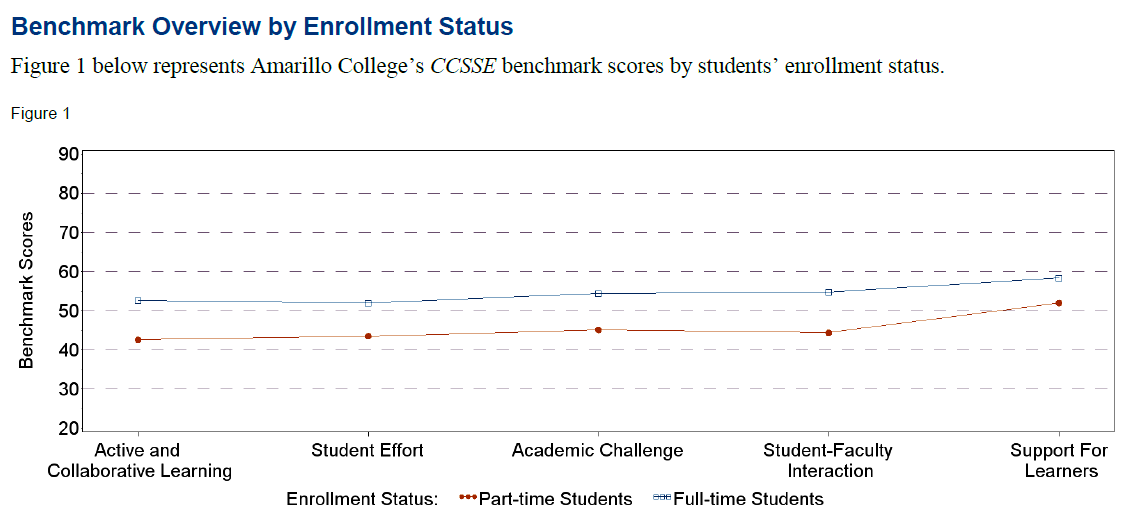 Benchmark Overview by Enrollment Status
Figure 1 below represents Amarillo College’s CCSSE benchmark scores by students’ enrollment status.
Figure 1
90
80
70
60
50
40
30
20
Benchmark Scores
Active and
Collaborative Learning
Student Effort
Academic Challenge
Student-Faculty
Interaction
Support For
Learners
Enrollment Status: Part-time Students Full-time Students